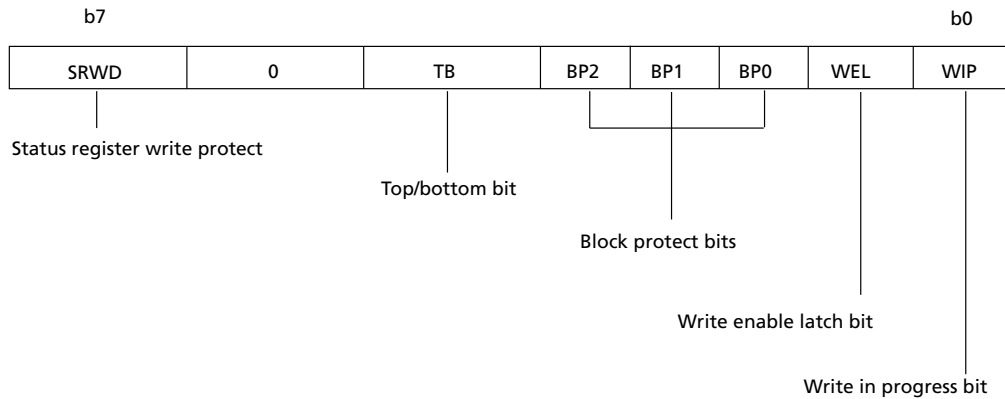 b7 b0
SRWD 0 TB BP2 BP1 BP0 WEL WIP
Status register write protect
Top/bottom bit
Block protect bits
Write enable latch bit
Write in progress bit